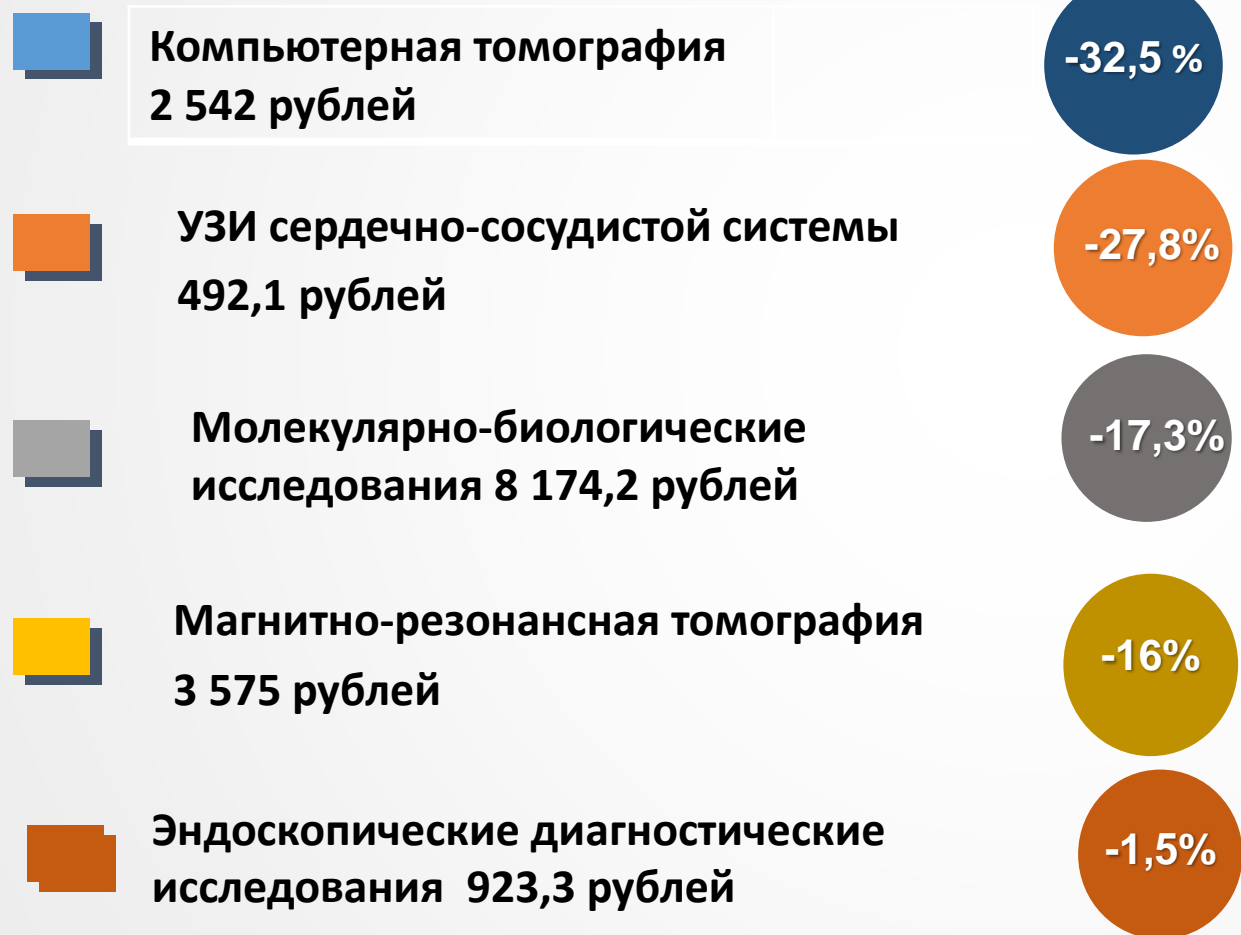 Компьютерная томография
2 542 рублей
-32,5 %
УЗИ сердечно-сосудистой системы
492,1 рублей
-27,8%
Молекулярно-биологические
исследования 8 174,2 рублей
-17,3%
Магнитно-резонансная томография
3 575 рублей
-16%
Эндоскопические диагностические
исследования 923,3 рублей
-1,5%